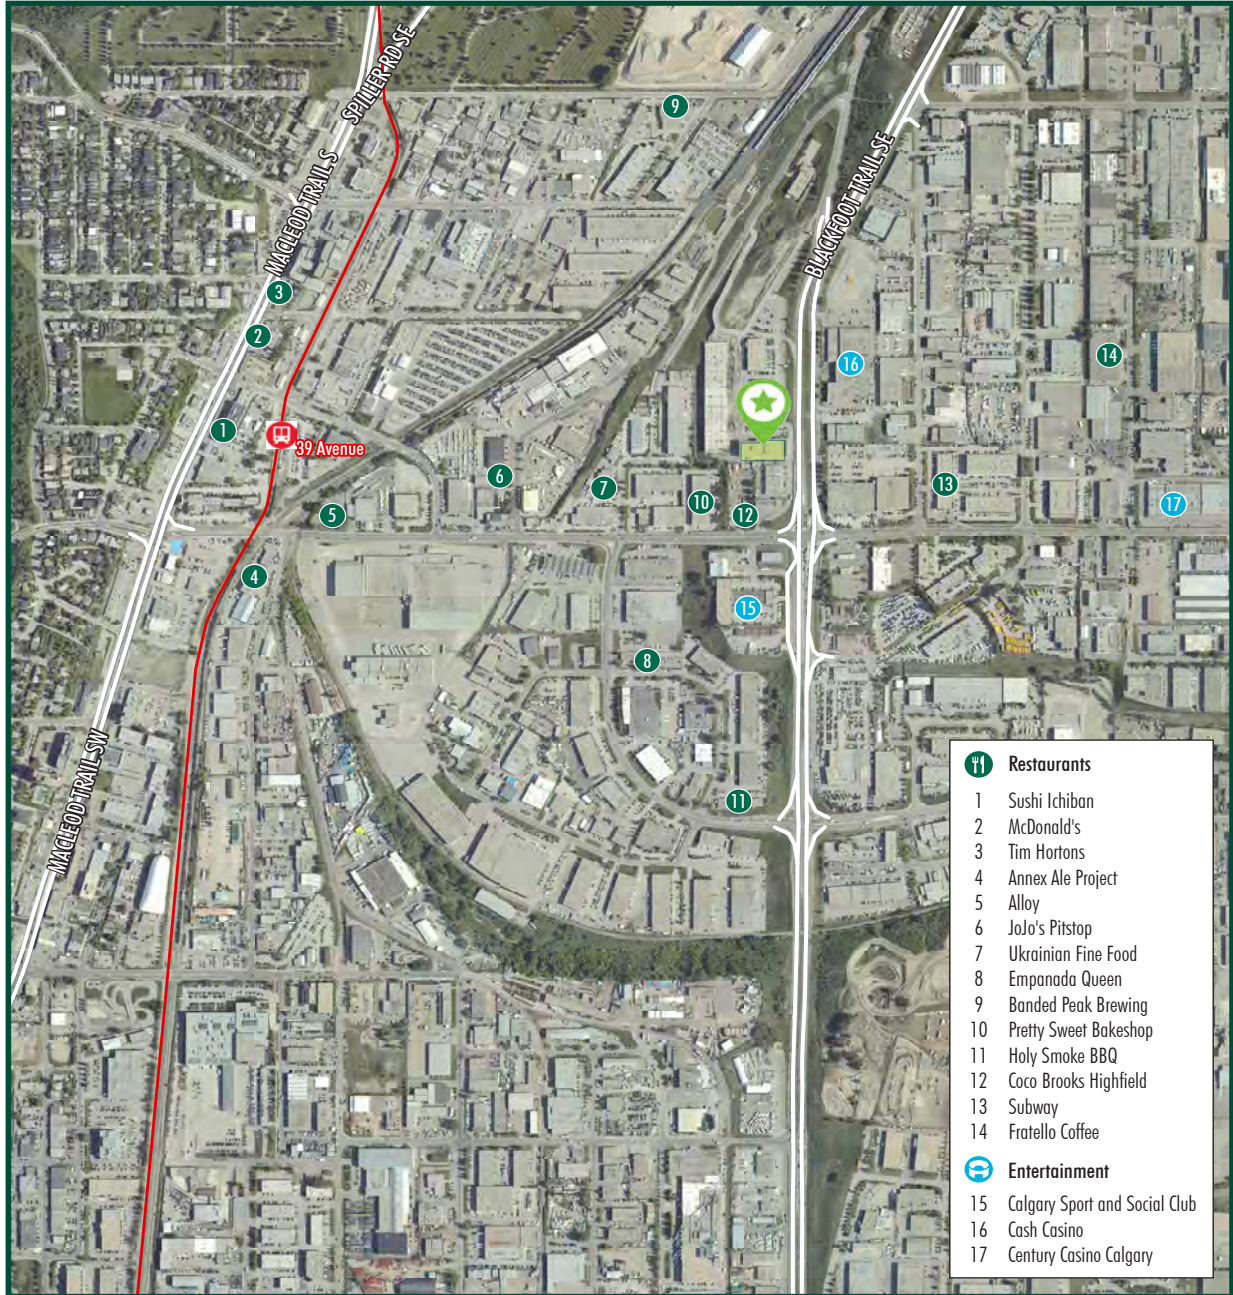 SPILLER RD SE
MACLEOD TRAIL S
BLACKFOOT TRAIL SE
MACLEOD TRAIL SW
39 Avenue
9
3
2
1
16
14
6
7
10
12
13
17
5
4
15
8
11
Restaurants
1 Sushi Ichiban
2 McDonald's
3 Tim Hortons
4 Annex Ale Project
5 Alloy
6 JoJo's Pitstop
7 Ukrainian Fine Food
8 Empanada Queen
9 Banded Peak Brewing
10 Pretty Sweet Bakeshop
11 Holy Smoke BBQ
12 Coco Brooks Highfield
13 Subway
14 Fratello Coffee
Entertainment
15 Calgary Sport and Social Club
16 Cash Casino
17 Century Casino Calgary